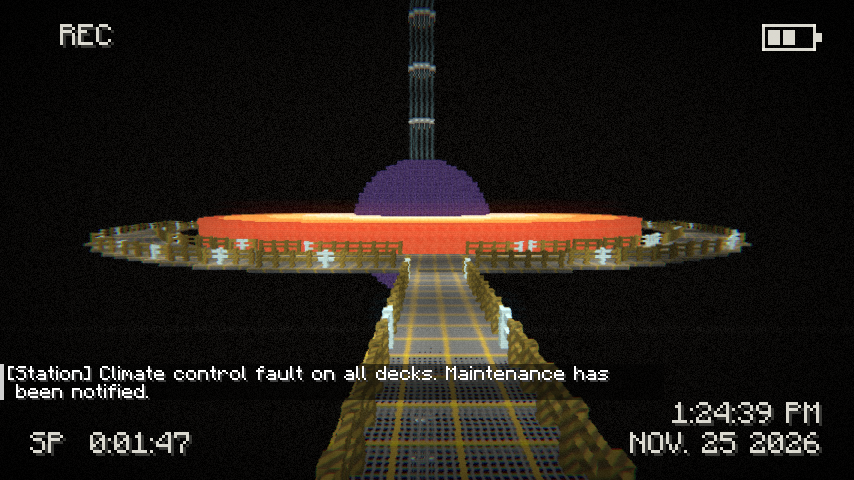 REC
[Station] Climate control fault on all decks. Maintenance has
been notified.
1:24:39 PM
SP 0:01:47
NOV. 25 2026